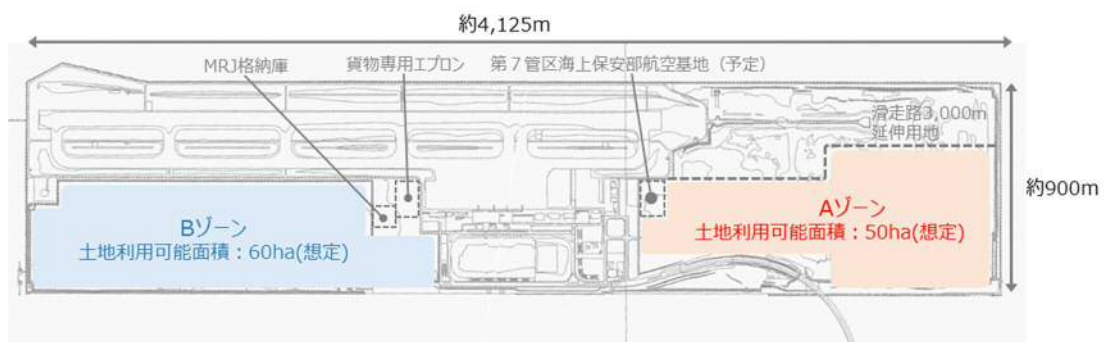 約4,125m
MRJ格納庫
貨物専用エプロン
第７管区海上保安部航空基地（予定）
滑走路3,000m
延伸用地
約900m
Bゾーン
土地利用可能面積：60ha(想定)
Aゾーン
土地利用可能面積：50ha(想定)